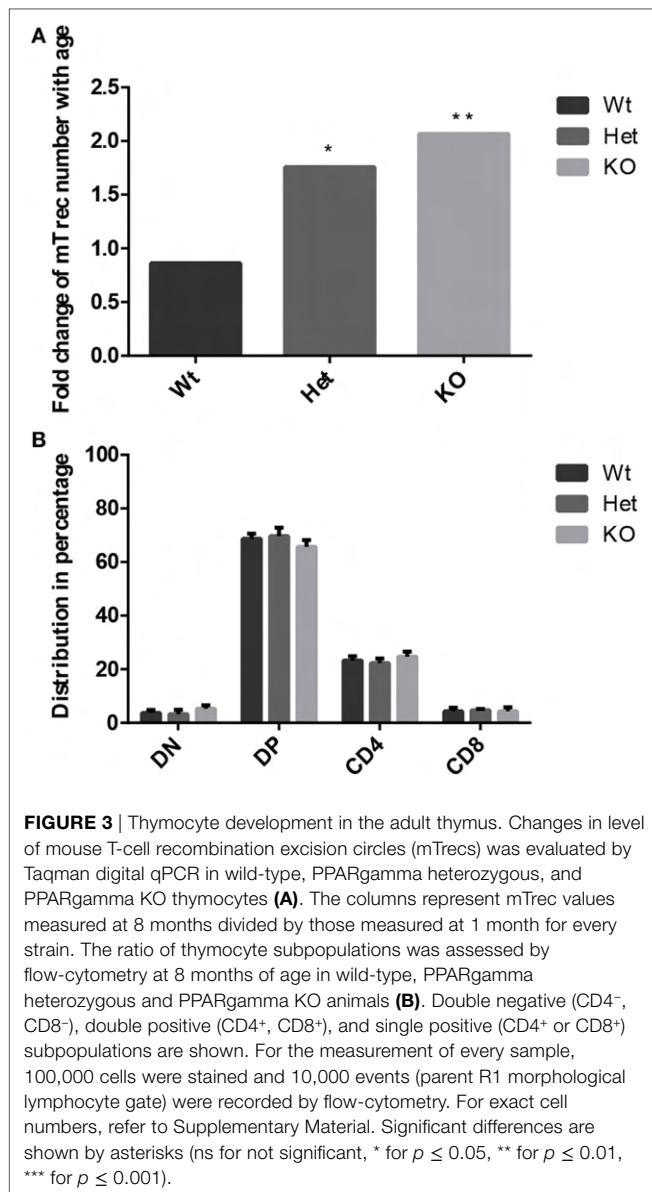 A
Fold change of mTrec number with age
2.5
2.0
1.5
1.0
0.5
0.0
*
**
Wt
Het
KO
Wt
Het
KO
B
Distribution in percentage
100
80
60
40
20
0
DN
DP
CD4
CD8
Wt
Het
KO
FIGURE 3 | Thymocyte development in the adult thymus. Changes in level
of mouse T-cell recombination excision circles (mTrecs) was evaluated by
Taqman digital qPCR in wild-type, PPARgamma heterozygous, and
PPARgamma KO thymocytes (A). The columns represent mTrec values
measured at 8 months divided by those measured at 1 month for every
strain. The ratio of thymocyte subpopulations was assessed by
flow-cytometry at 8 months of age in wild-type, PPARgamma
heterozygous and PPARgamma KO animals (B). Double negative (CD4⁻,
CD8⁻), double positive (CD4⁺, CD8⁺), and single positive (CD4⁺ or CD8⁺)
subpopulations are shown. For the measurement of every sample,
100,000 cells were stained and 10,000 events (parent R1 morphological
lymphocyte gate) were recorded by flow-cytometry. For exact cell
numbers, refer to Supplementary Material. Significant differences are
shown by asterisks (ns for not significant, * for p ≤ 0.05, ** for p ≤ 0.01,
*** for p ≤ 0.001).